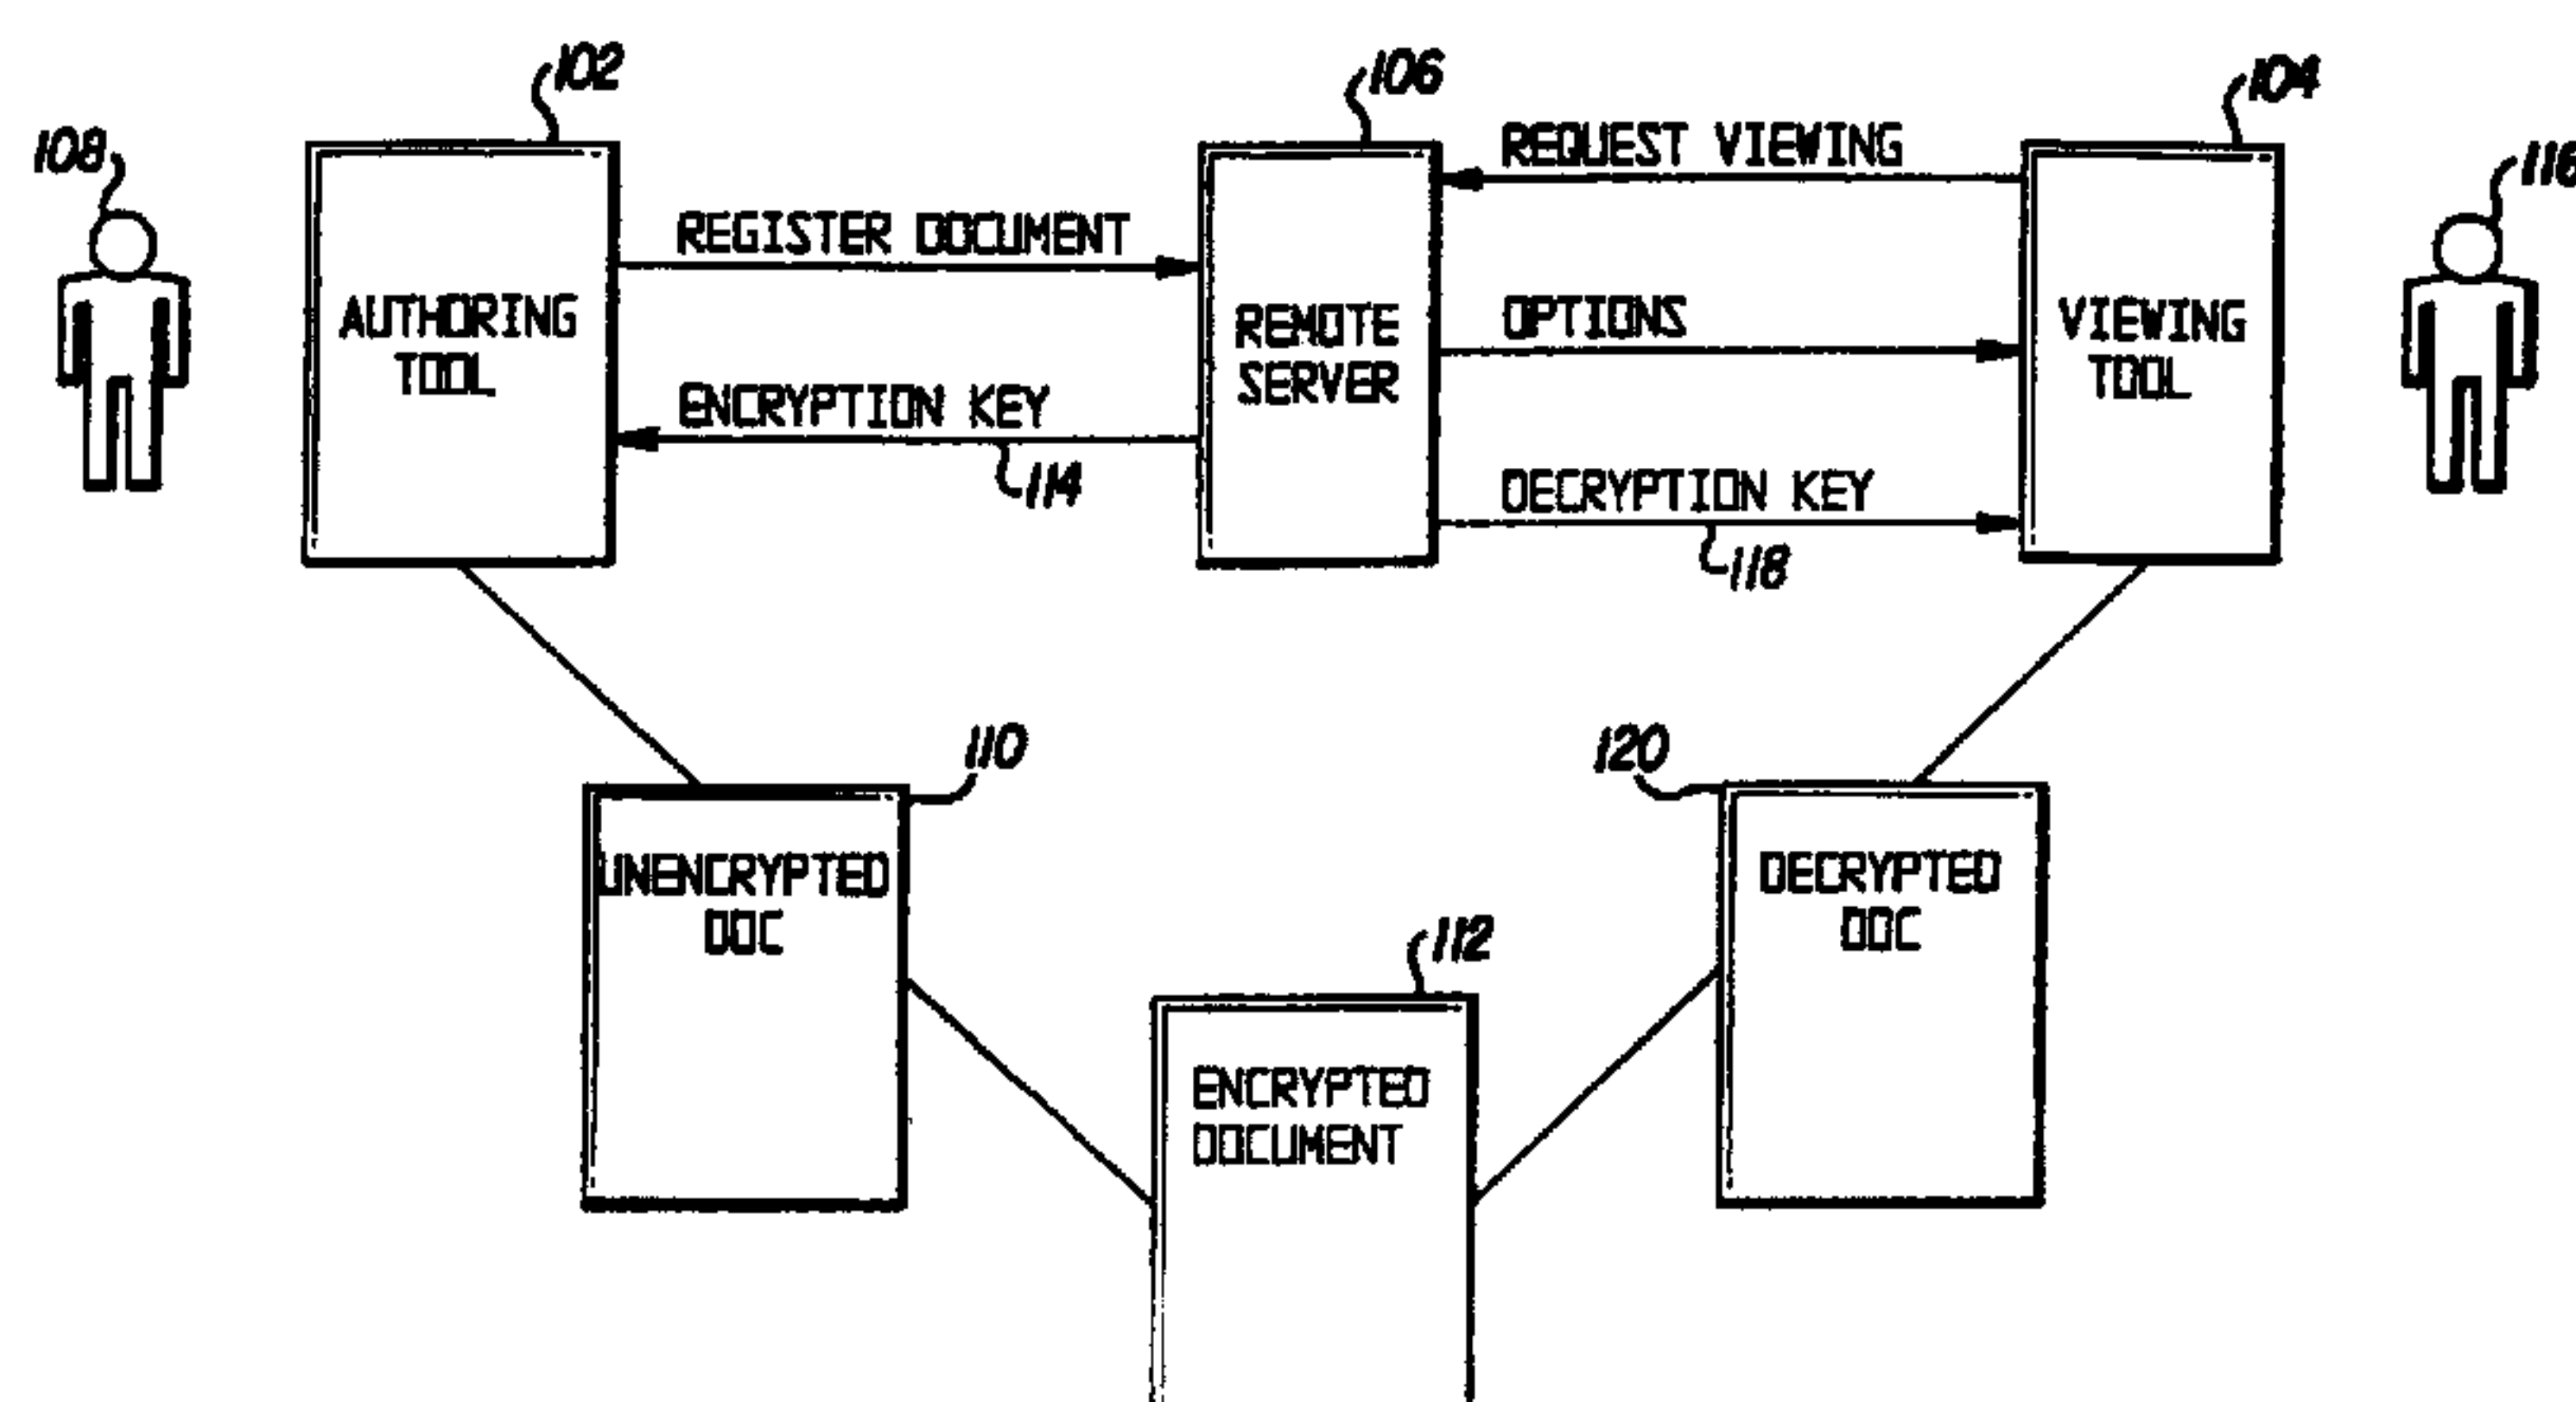 102
106
104
108
116
REQUEST VIEWING
REGISTER DOCUMENT
AUTHORING
TOOL
REMOTE
SERVER
OPTIONS
VIEWING
TOOL
ENCRYPTION KEY
114
DECRYPTION KEY
118
110
120
UNENCRYPTED
DOC
DECRYPTED
DOC
112
ENCRYPTED
DOCUMENT